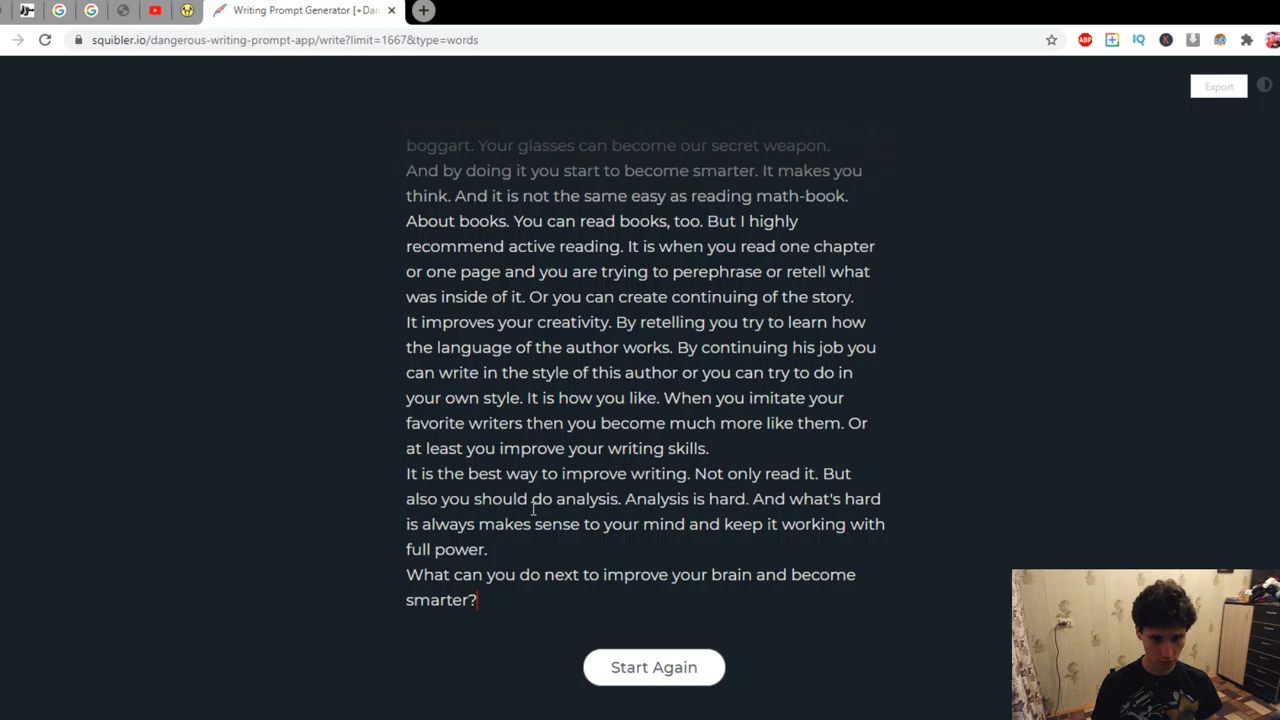 Writing Prompt Generator [+Dan
squibler.io/dangerous-writing-prompt-app/write?limit=1667&type=words
ABP
IQ
K
Export
boggart. Your glasses can become our secret weapon.
And by doing it you start to become smarter. It makes you
think. And it is not the same easy as reading math-book.
About books. You can read books, too. But I highly
recommend active reading. It is when you read one chapter
or one page and you are trying to perephrase or retell what
was inside of it. Or you can create continuing of the story.
It improves your creativity. By retelling you try to learn how
the language of the author works. By continuing his job you
can write in the style of this author or you can try to do in
your own style. It is how you like. When you imitate your
favorite writers then you become much more like them. Or
at least you improve your writing skills.
It is the best way to improve writing. Not only read it. But
also you should do analysis. Analysis is hard. And what's hard
is always makes sense to your mind and keep it working with
full power.
What can you do next to improve your brain and become
smarter?
Start Again